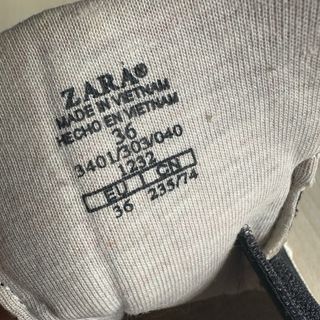 ZARA®
MADE IN VIETNAM
HECHO EN VIETNAM
36
3401/303/040
1232
EU CN
36 235/74